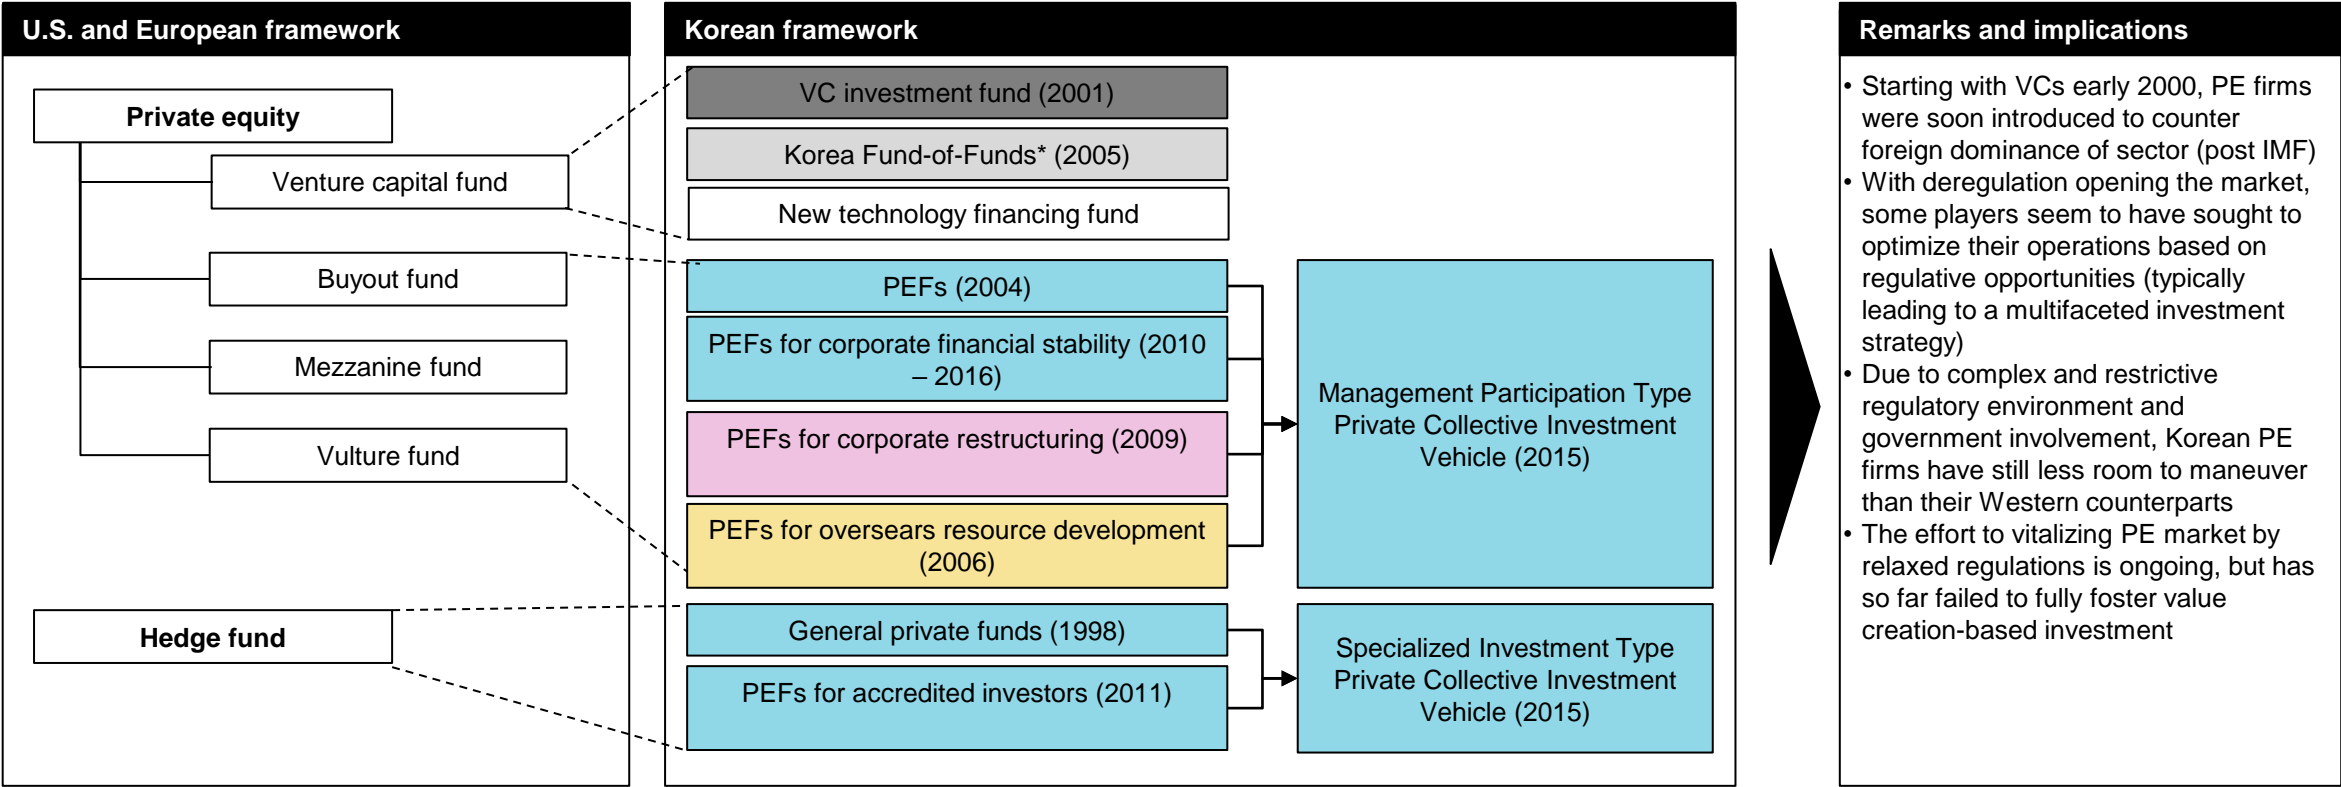 U.S. and European framework
Private equity
Venture capital fund
Buyout fund
Mezzanine fund
Vulture fund
Hedge fund
Korean framework
VC investment fund (2001)
Korea Fund-of-Funds* (2005)
New technology financing fund
PEFs (2004)
PEFs for corporate financial stability (2010
– 2016)
PEFs for corporate restructuring (2009)
PEFs for oversears resource development
(2006)
General private funds (1998)
PEFs for accredited investors (2011)
Management Participation Type
Private Collective Investment
Vehicle (2015)
Specialized Investment Type
Private Collective Investment
Vehicle (2015)
Remarks and implications
• Starting with VCs early 2000, PE firms
were soon introduced to counter
foreign dominance of sector (post IMF)
• With deregulation opening the market,
some players seem to have sought to
optimize their operations based on
regulative opportunities (typically
leading to a multifaceted investment
strategy)
• Due to complex and restrictive
regulatory environment and
government involvement, Korean PE
firms have still less room to maneuver
than their Western counterparts
• The effort to vitalizing PE market by
relaxed regulations is ongoing, but has
so far failed to fully foster value
creation-based investment